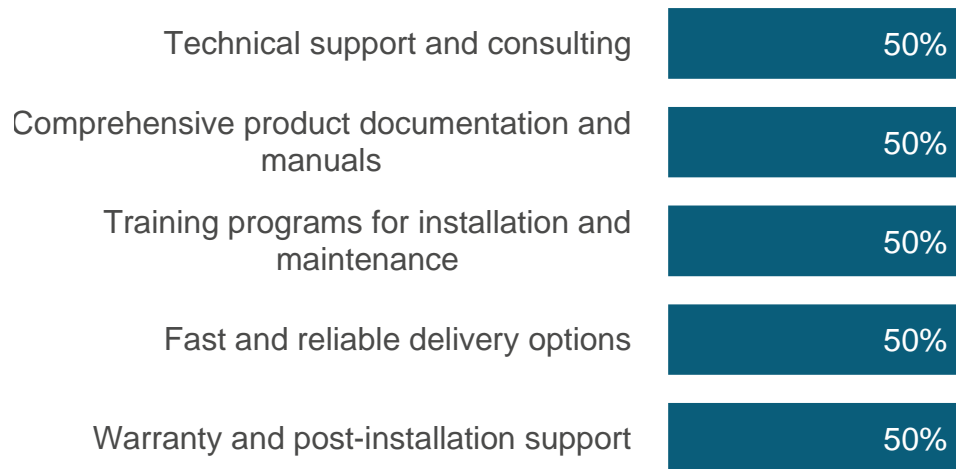 Technical support and consulting 50%
Comprehensive product documentation and
manuals 50%
Training programs for installation and
maintenance 50%
Fast and reliable delivery options 50%
Warranty and post-installation support 50%